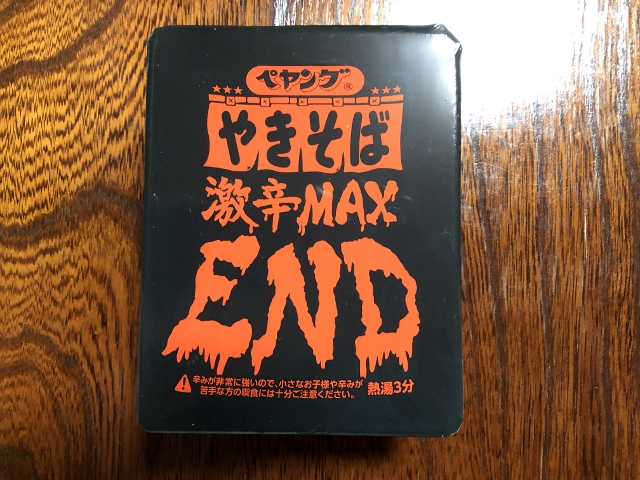 ペヤング®
やきそば
激辛MAX
END
辛みが非常に強いので、小さなお子様や辛みが
苦手な方の喫食には十分ご注意ください。
熱湯3分